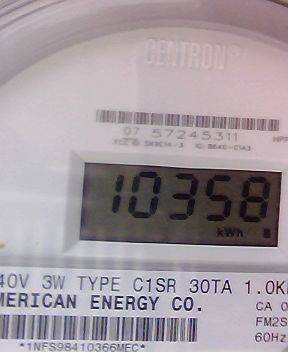 CENTRON®
07 57245311
10358
kWh
40V 3W TYPE C1SR 30TA 1.0K
MERICAN ENERGY CO.
CA 0
FM2S
60Hz
*1NFS98410366MEC*